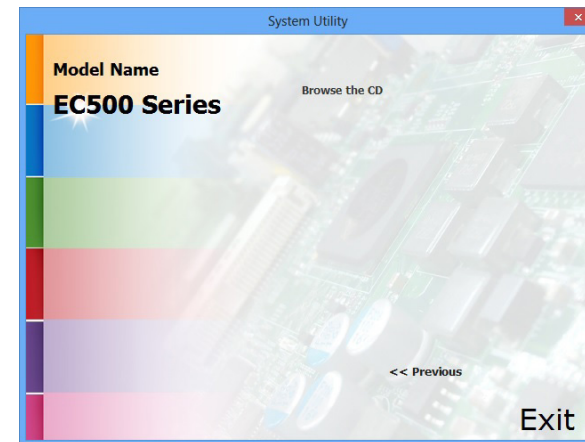 System Utility
Model Name
EC500 Series
Browse the CD
<< Previous
Exit